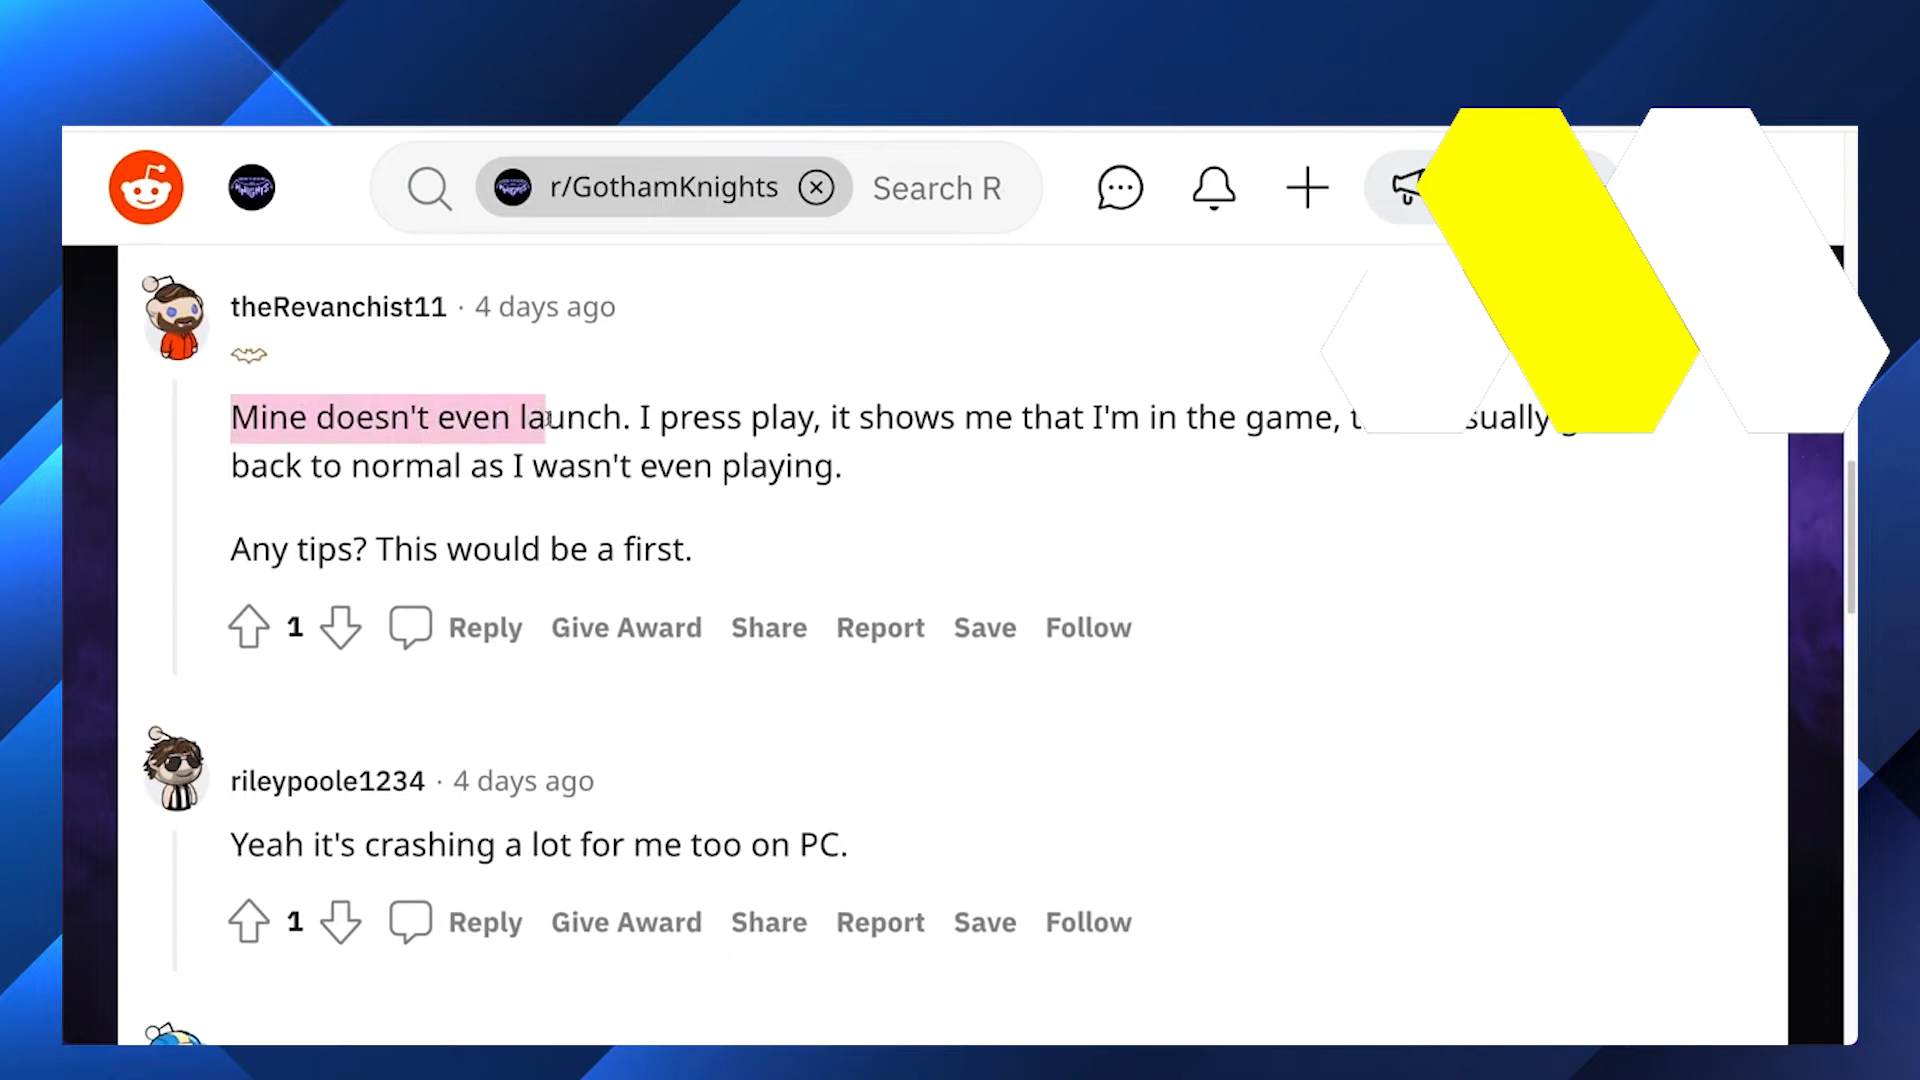 r/GothamKnights Search R
theRevanchist11 · 4 days ago
Mine doesn't even launch. I press play, it shows me that I'm in the game,
back to normal as I wasn't even playing.
Any tips? This would be a first.
1 Reply Give Award Share Report Save Follow
rileypoole1234 · 4 days ago
Yeah it's crashing a lot for me too on PC.
1 Reply Give Award Share Report Save Follow